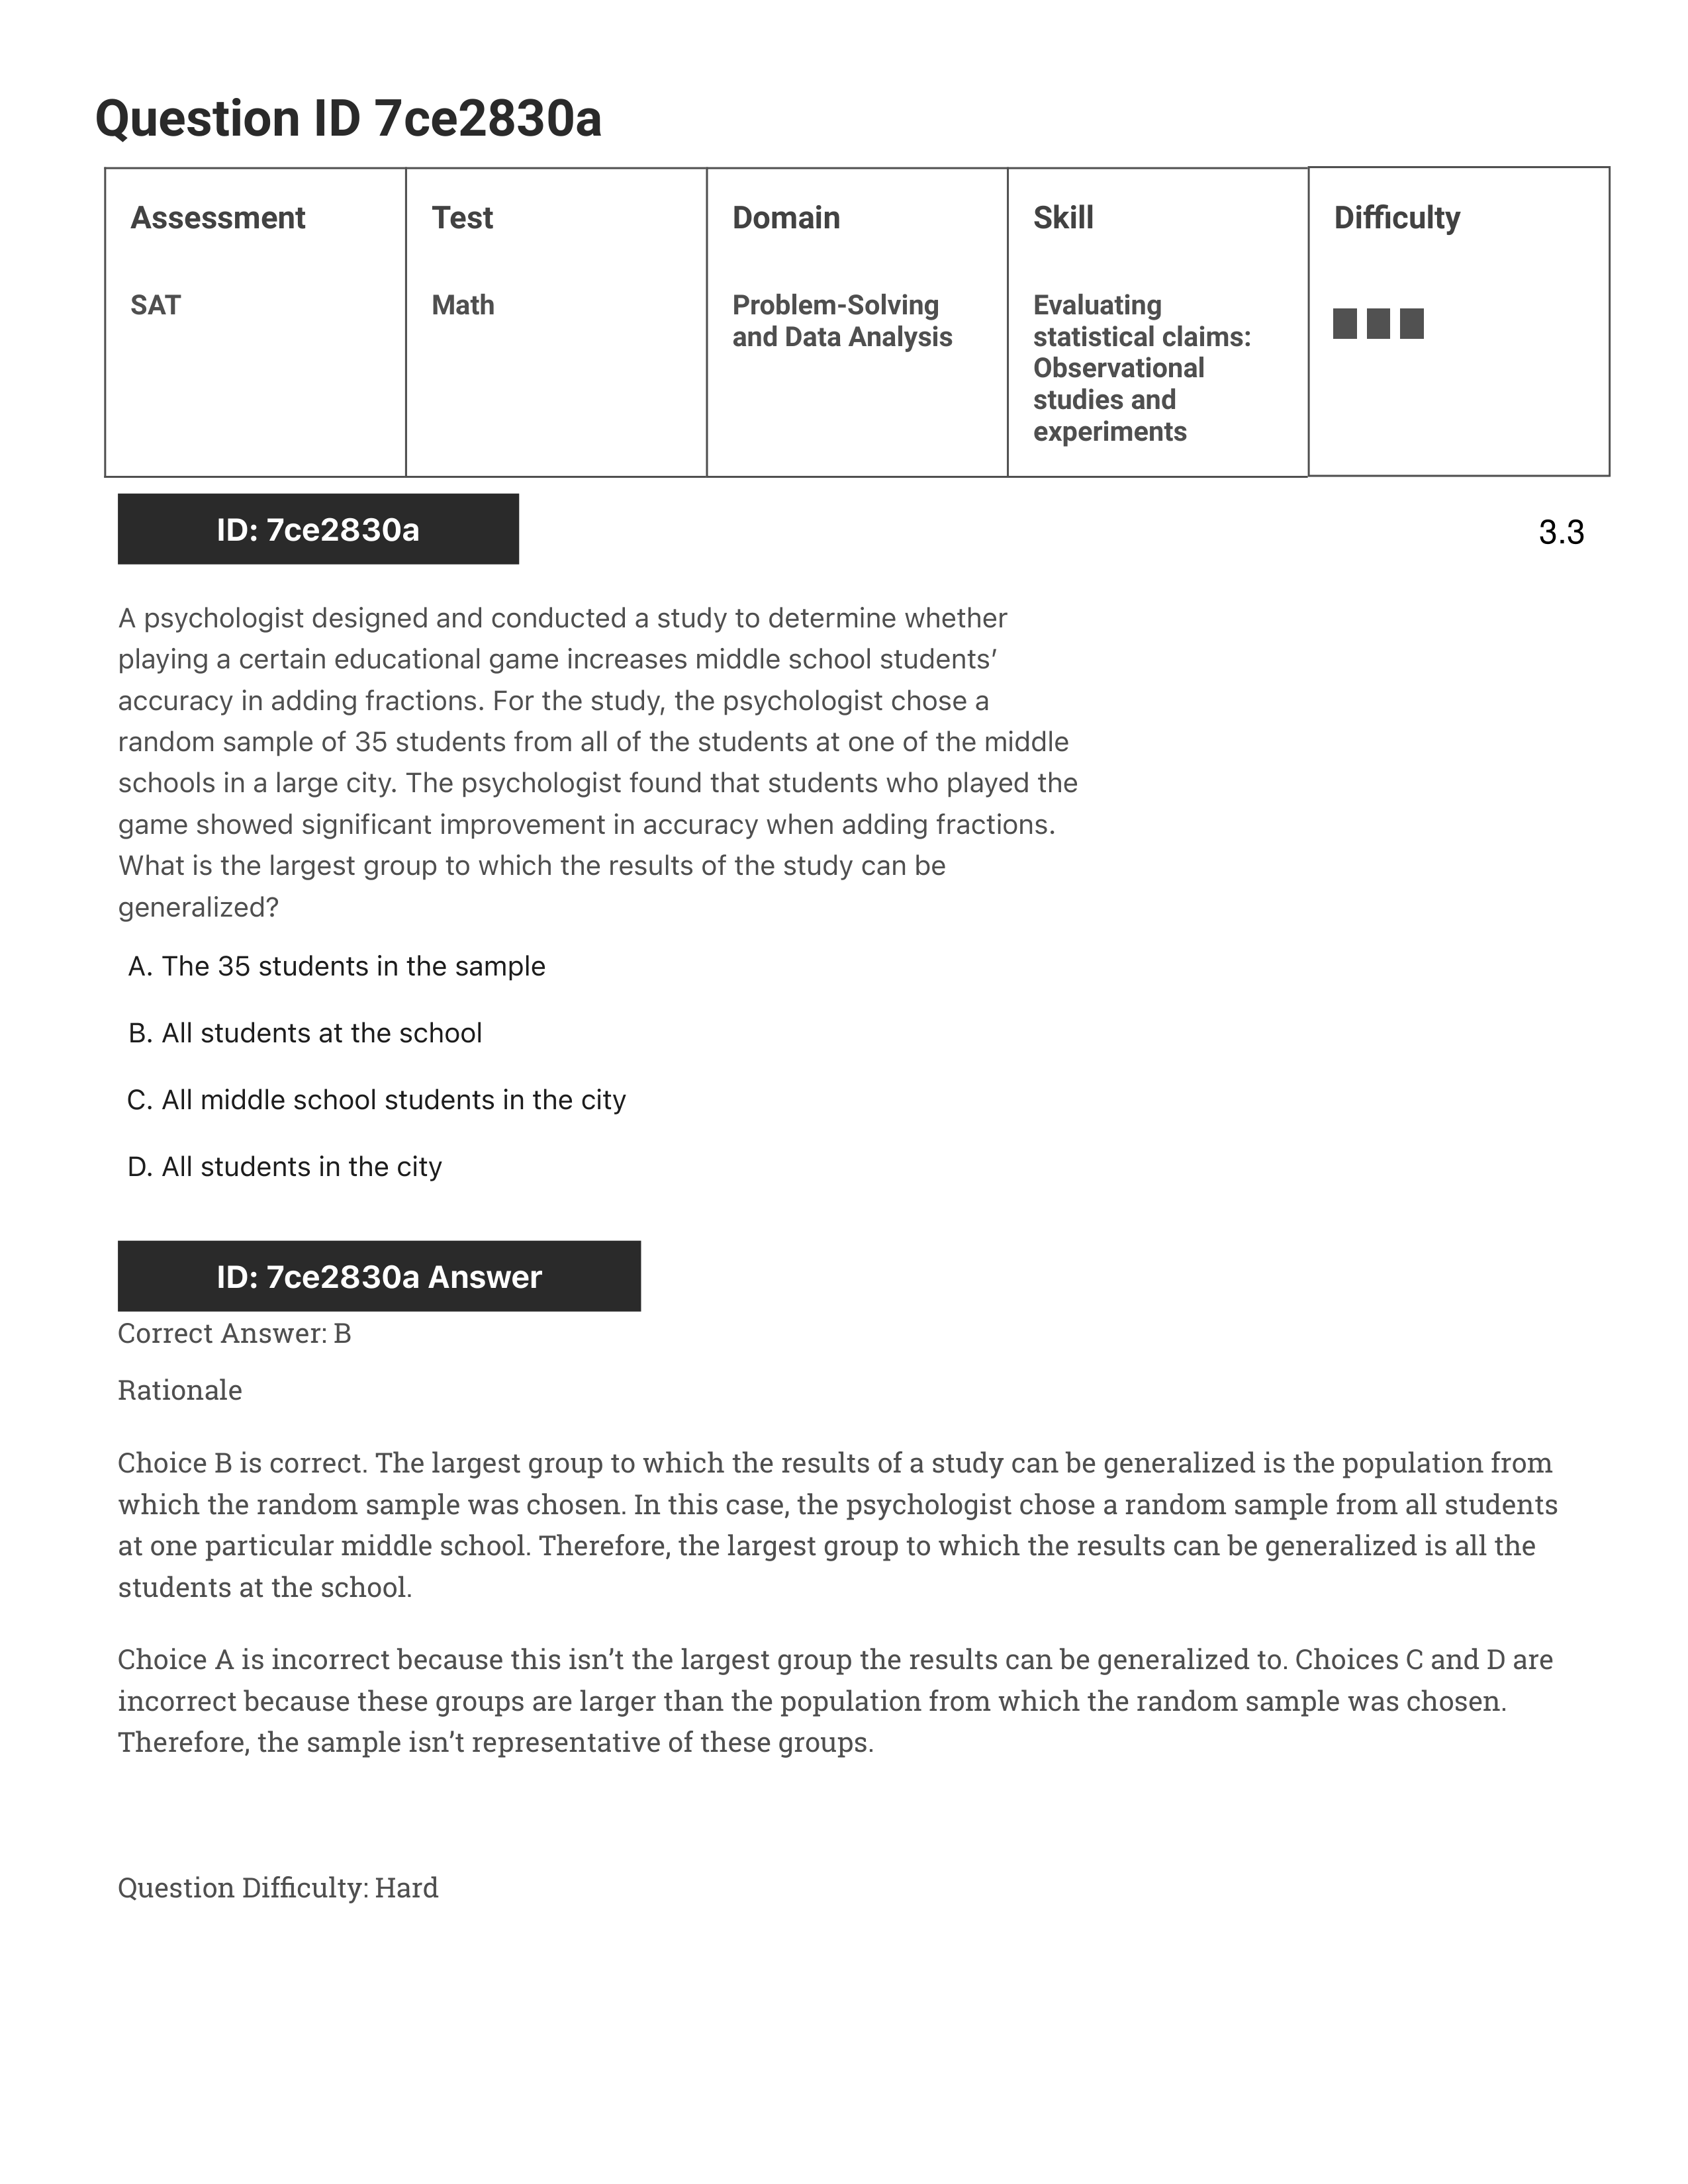 Question ID 7ce2830a
Assessment
Test
Domain
Skill
Difficulty
SAT
Math
Problem-Solving
and Data Analysis
Evaluating
statistical claims:
Observational
studies and
experiments
ID: 7ce2830a
3.3
A psychologist designed and conducted a study to determine whether
playing a certain educational game increases middle school students’
accuracy in adding fractions. For the study, the psychologist chose a
random sample of 35 students from all of the students at one of the middle
schools in a large city. The psychologist found that students who played the
game showed significant improvement in accuracy when adding fractions.
What is the largest group to which the results of the study can be
generalized?
A. The 35 students in the sample
B. All students at the school
C. All middle school students in the city
D. All students in the city
ID: 7ce2830a Answer
Correct Answer: B
Rationale
Choice B is correct. The largest group to which the results of a study can be generalized is the population from
which the random sample was chosen. In this case, the psychologist chose a random sample from all students
at one particular middle school. Therefore, the largest group to which the results can be generalized is all the
students at the school.
Choice A is incorrect because this isn’t the largest group the results can be generalized to. Choices C and D are
incorrect because these groups are larger than the population from which the random sample was chosen.
Therefore, the sample isn’t representative of these groups.
Question Difficulty: Hard